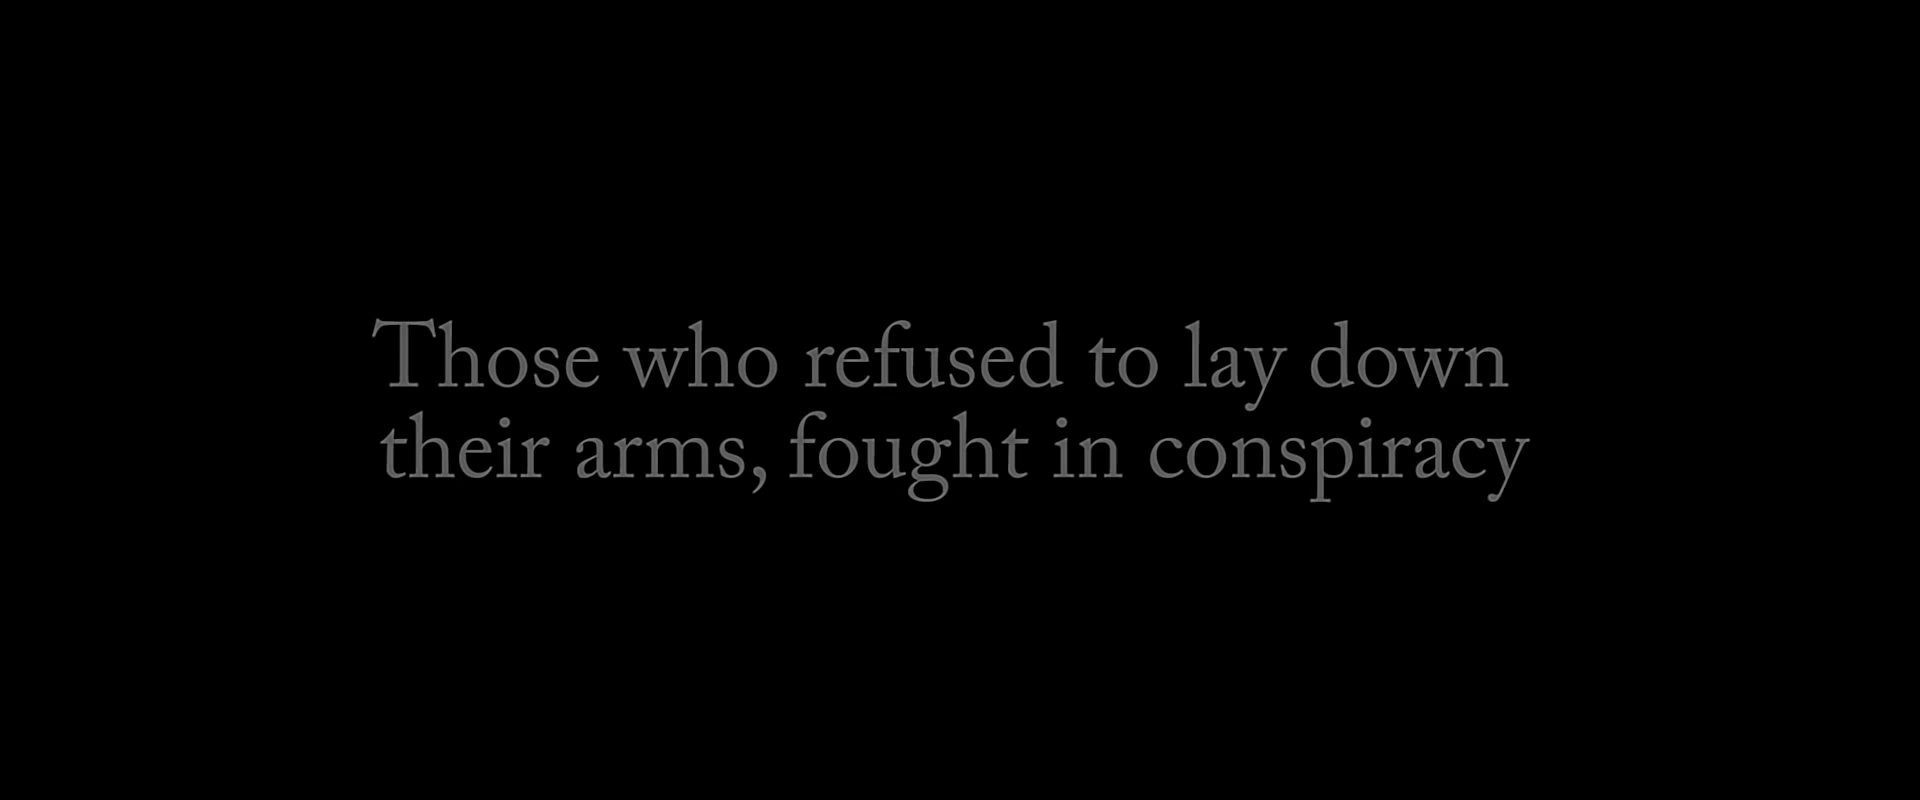 Those who refused to lay down
their arms, fought in conspiracy